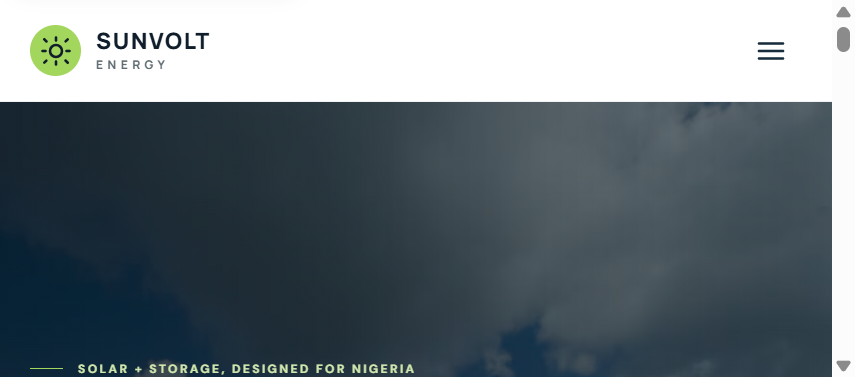 SUNVOLT
ENERGY
SOLAR + STORAGE, DESIGNED FOR NIGERIA